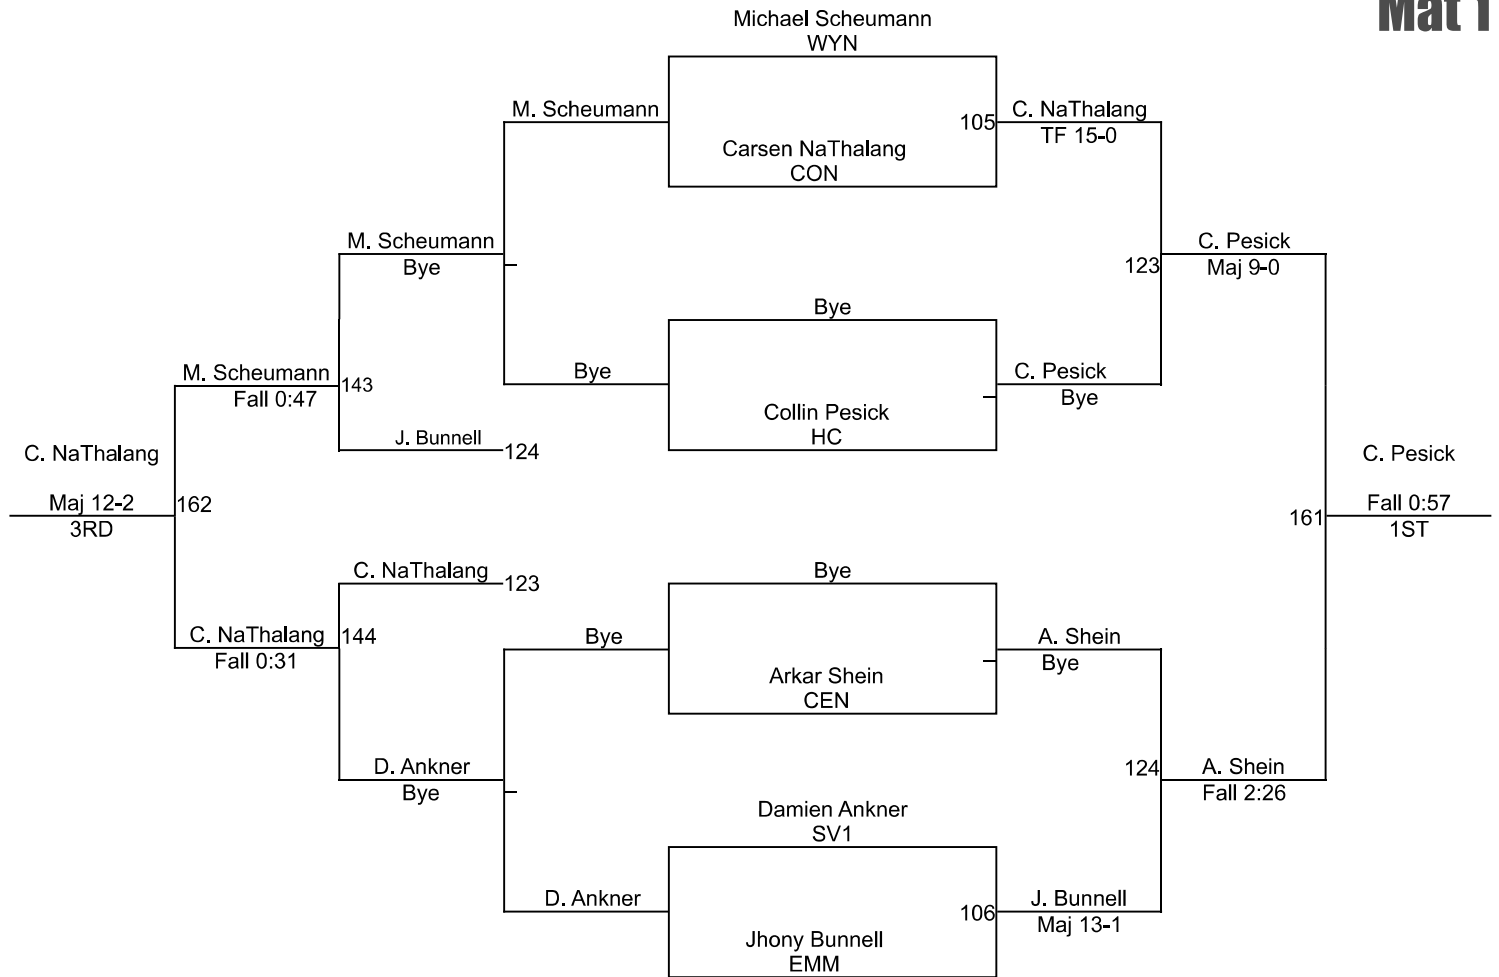 Mat 1
Michael Scheumann
WYN
M. Scheumann
105
C. NaThalang
TF 15-0
Carsen NaThalang
CON
M. Scheumann
Bye
123
C. Pesick
Maj 9-0
Bye
M. Scheumann
Fall 0:47
143
Bye
C. Pesick
Bye
Collin Pesick
HC
J. Bunnell
124
C. NaThalang
Maj 12-2
3RD
162
C. Pesick
Fall 0:57
1ST
161
C. NaThalang
123
Bye
C. NaThalang
Fall 0:31
144
Bye
A. Shein
Bye
Arkar Shein
CEN
D. Ankner
Bye
124
A. Shein
Fall 2:26
Damien Ankner
SV1
D. Ankner
106
J. Bunnell
Maj 13-1
Jhony Bunnell
EMM